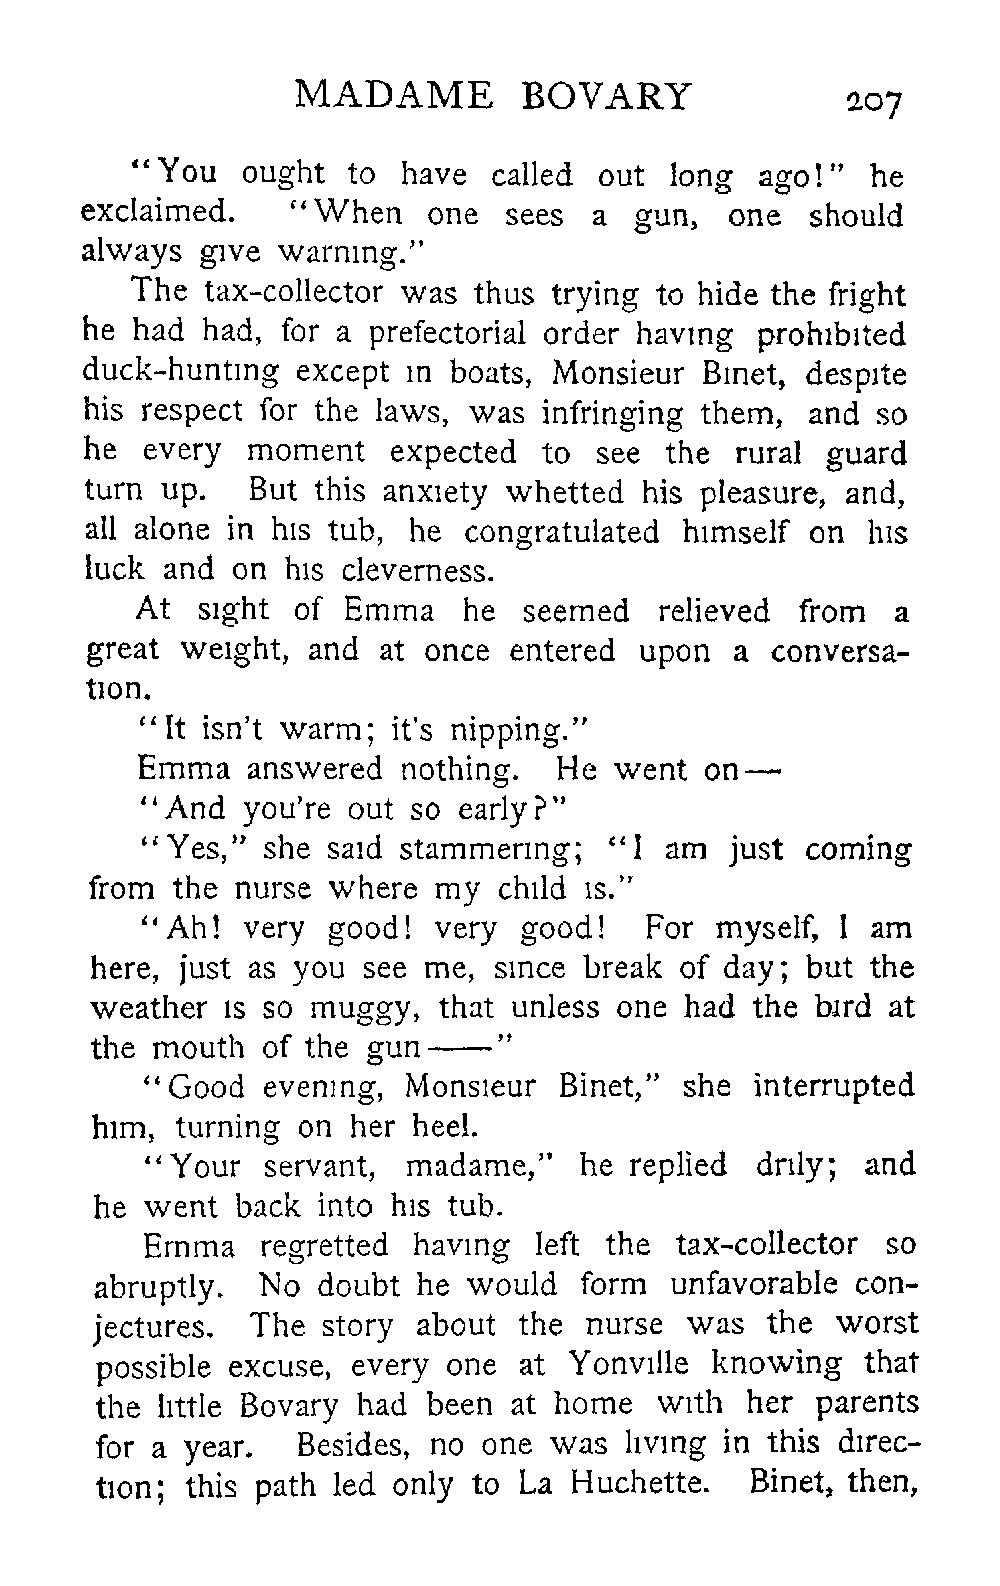 MADAME BOVARY 207
"You ought to have called out long ago!" he
exclaimed. "When one sees a gun, one should
always give warning."
The tax-collector was thus trying to hide the fright
he had had, for a prefectorial order having prohibited
duck-hunting except in boats, Monsieur Binet, despite
his respect for the laws, was infringing them, and so
he every moment expected to see the rural guard
turn up. But this anxiety whetted his pleasure, and,
all alone in his tub, he congratulated himself on his
luck and on his cleverness.
At sight of Emma he seemed relieved from a
great weight, and at once entered upon a conversa-
tion.
"It isn't warm; it's nipping."
Emma answered nothing. He went on—
"And you're out so early?"
"Yes," she said stammering; "I am just coming
from the nurse where my child is."
"Ah! very good! very good! For myself, I am
here, just as you see me, since break of day; but the
weather is so muggy, that unless one had the bird at
the mouth of the gun——"
"Good evening, Monsieur Binet," she interrupted
him, turning on her heel.
"Your servant, madame," he replied drily; and
he went back into his tub.
Emma regretted having left the tax-collector so
abruptly. No doubt he would form unfavorable con-
jectures. The story about the nurse was the worst
possible excuse, every one at Yonville knowing that
the little Bovary had been at home with her parents
for a year. Besides, no one was living in this direc-
tion; this path led only to La Huchette. Binet, then,